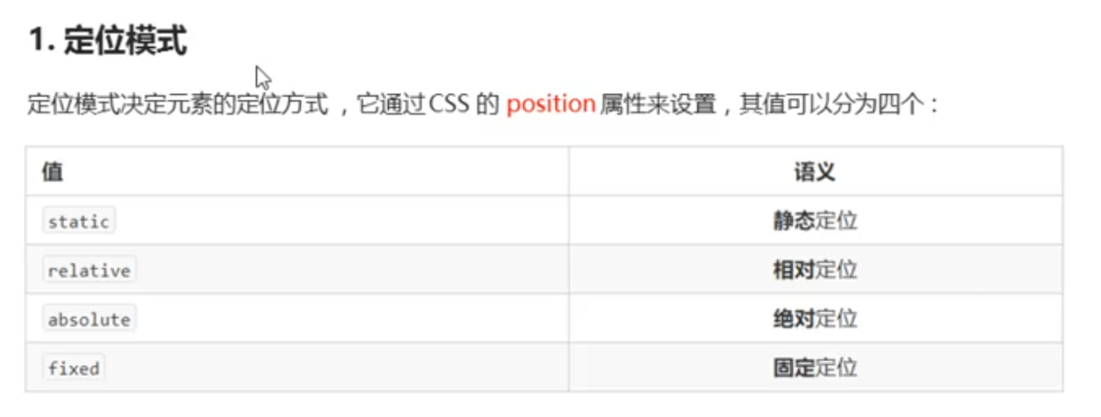 1. 定位模式
定位模式决定元素的定位方式，它通过CSS 的 position 属性来设置，其值可以分为四个：
值 语义
static 静态定位
relative 相对定位
absolute 绝对定位
fixed 固定定位